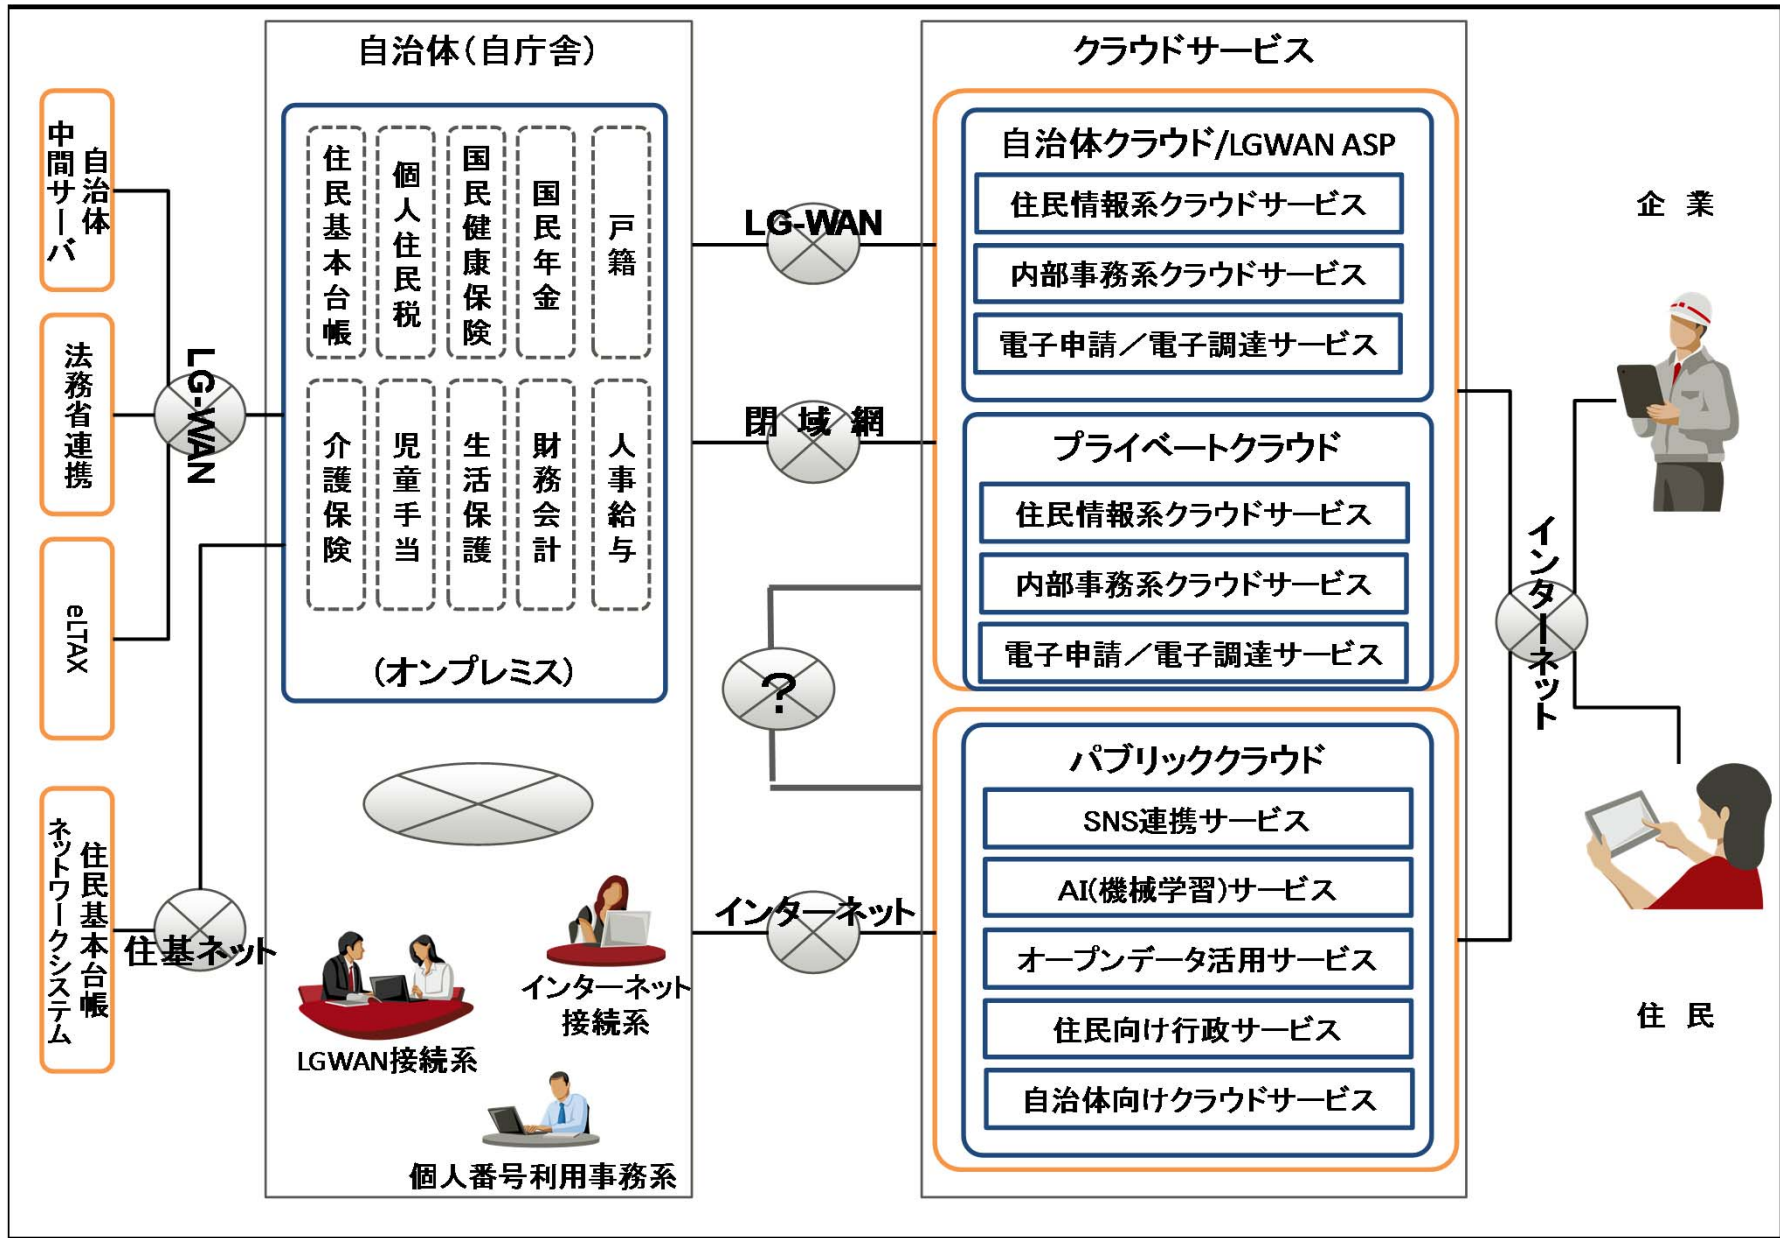 自治体
中間サーバ
法務省連携
eLTAX
住民基本台帳
ネットワークシステム
LG-WAN
住基ネット
自治体(自庁舎)
住民基本台帳
個人住民税
国民健康保険
国民年金
戸籍
介護保険
児童手当
生活保護
財務会計
人事給与
(オンプレミス)
インターネット
接続系
LGWAN接続系
個人番号利用事務系
LG-WAN
閉域網
?
インターネット
クラウドサービス
自治体クラウド/LGWAN ASP
住民情報系クラウドサービス
内部事務系クラウドサービス
電子申請/電子調達サービス
プライベートクラウド
住民情報系クラウドサービス
内部事務系クラウドサービス
電子申請/電子調達サービス
パブリッククラウド
SNS連携サービス
AI(機械学習)サービス
オープンデータ活用サービス
住民向け行政サービス
自治体向けクラウドサービス
インターネット
企業
住民